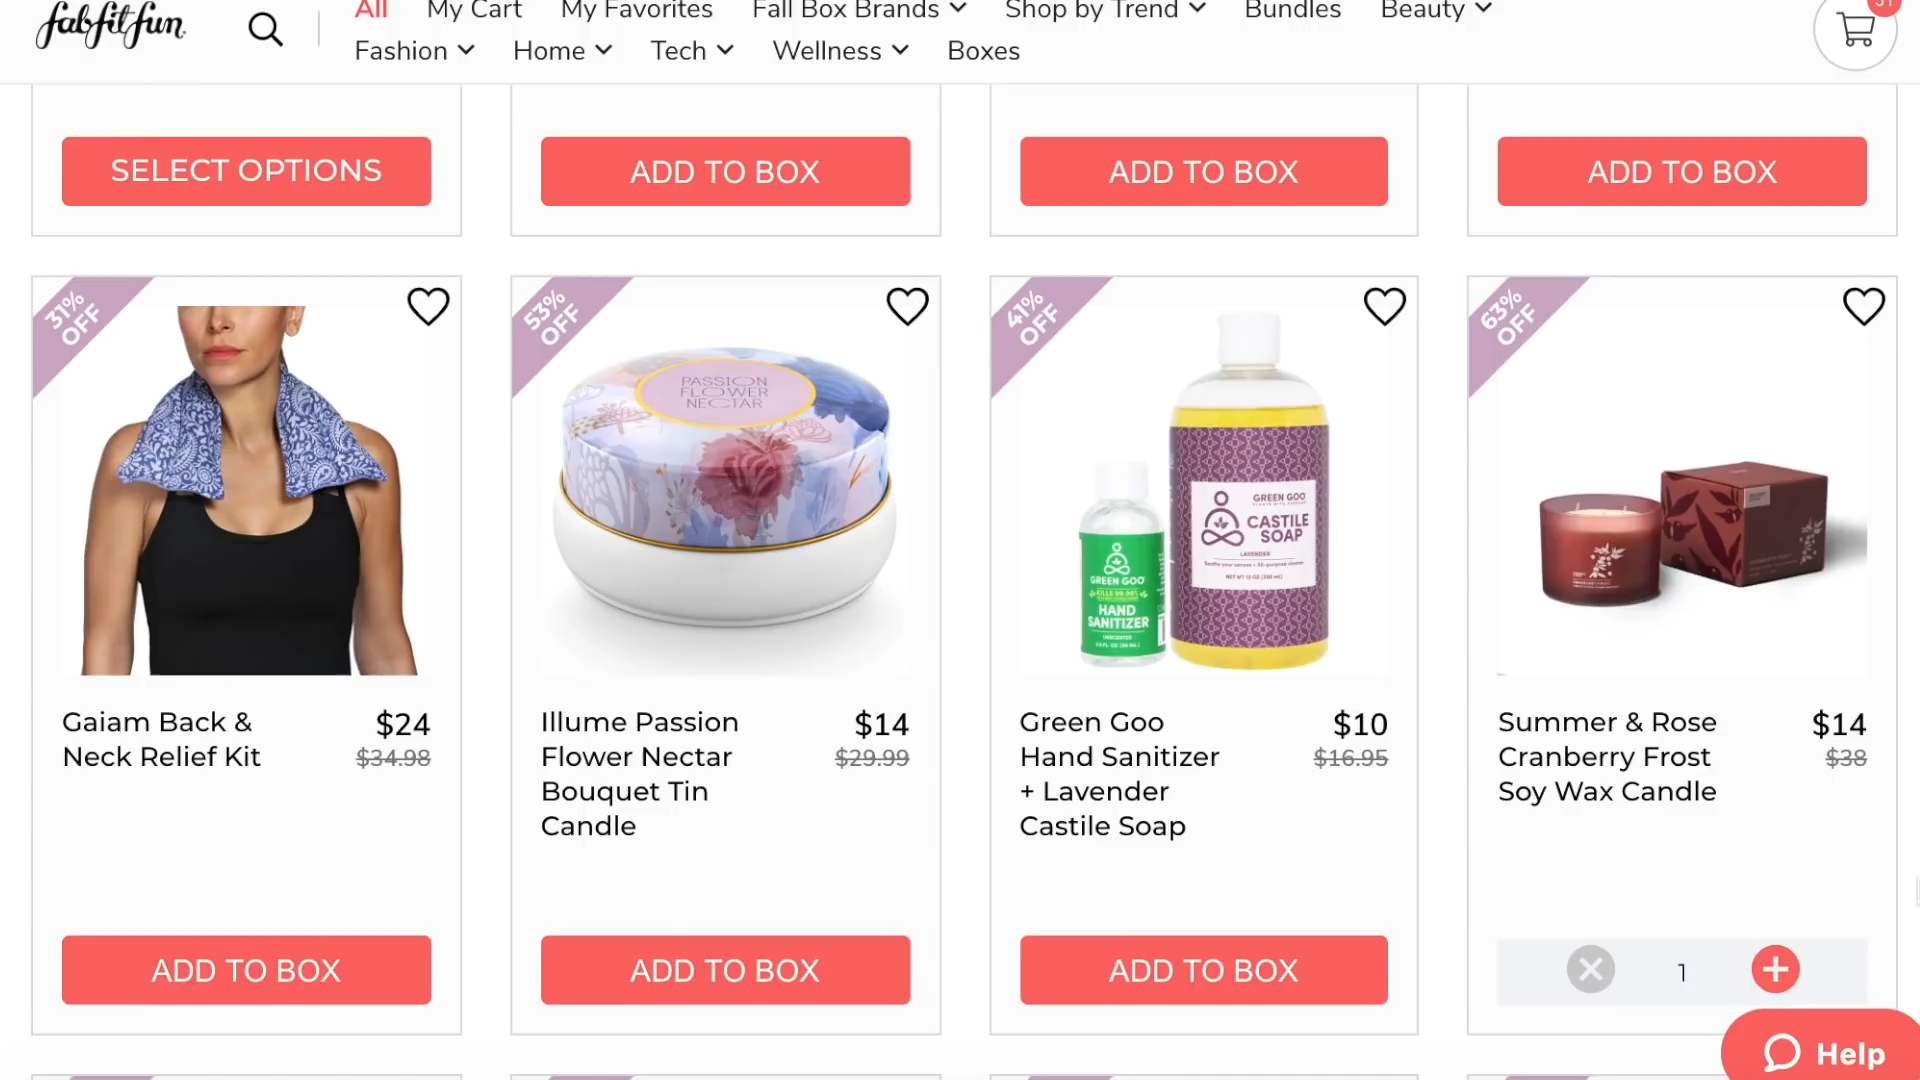 fabfitfun
All My Cart My Favorites Fall Box Brands Shop by Trend Bundles Beauty
Fashion Home Tech Wellness Boxes
SELECT OPTIONS
ADD TO BOX
ADD TO BOX
ADD TO BOX
31%
OFF
53%
OFF
PASSION
FLOWER
NECTAR
41%
OFF
GREEN GOO
CASTILE
SOAP
LAVENDER
GREEN GOO
KILLS 99.99%
HAND
SANITIZER
UNSCENTED
63%
OFF
Gaiam Back &
Neck Relief Kit
$24
$34.98
Illume Passion
Flower Nectar
Bouquet Tin
Candle
$14
$29.99
Green Goo
Hand Sanitizer
+ Lavender
Castile Soap
$10
$16.95
Summer & Rose
Cranberry Frost
Soy Wax Candle
$14
$38
ADD TO BOX
ADD TO BOX
ADD TO BOX
1
Help